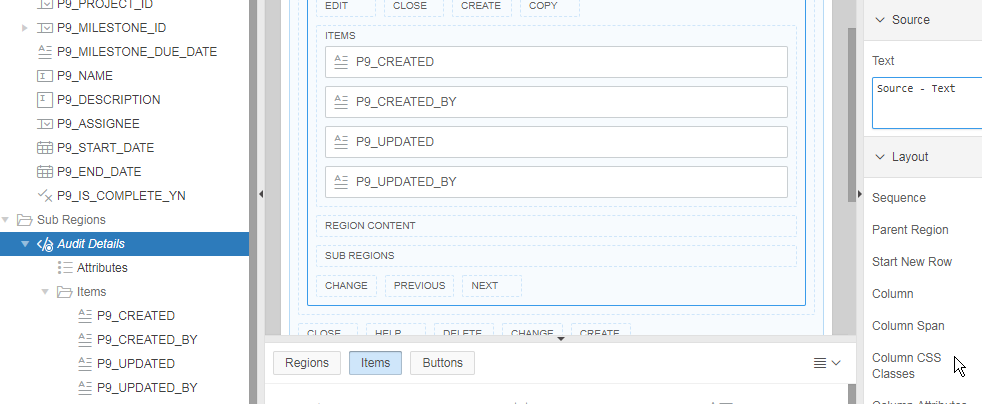 P9_PROJECT_ID
P9_MILESTONE_ID
P9_MILESTONE_DUE_DATE
P9_NAME
P9_DESCRIPTION
P9_ASSIGNEE
P9_START_DATE
P9_END_DATE
P9_IS_COMPLETE_YN
Sub Regions
Audit Details
Attributes
Items
P9_CREATED
P9_CREATED_BY
P9_UPDATED
P9_UPDATED_BY
EDIT CLOSE CREATE COPY
ITEMS
P9_CREATED
P9_CREATED_BY
P9_UPDATED
P9_UPDATED_BY
REGION CONTENT
SUB REGIONS
CHANGE PREVIOUS NEXT
CLOSE HELP DELETE CHANGE CREATE
Regions Items Buttons
Source
Text
Source - Text
Layout
Sequence
Parent Region
Start New Row
Column
Column Span
Column CSS
Classes
Column Attributes